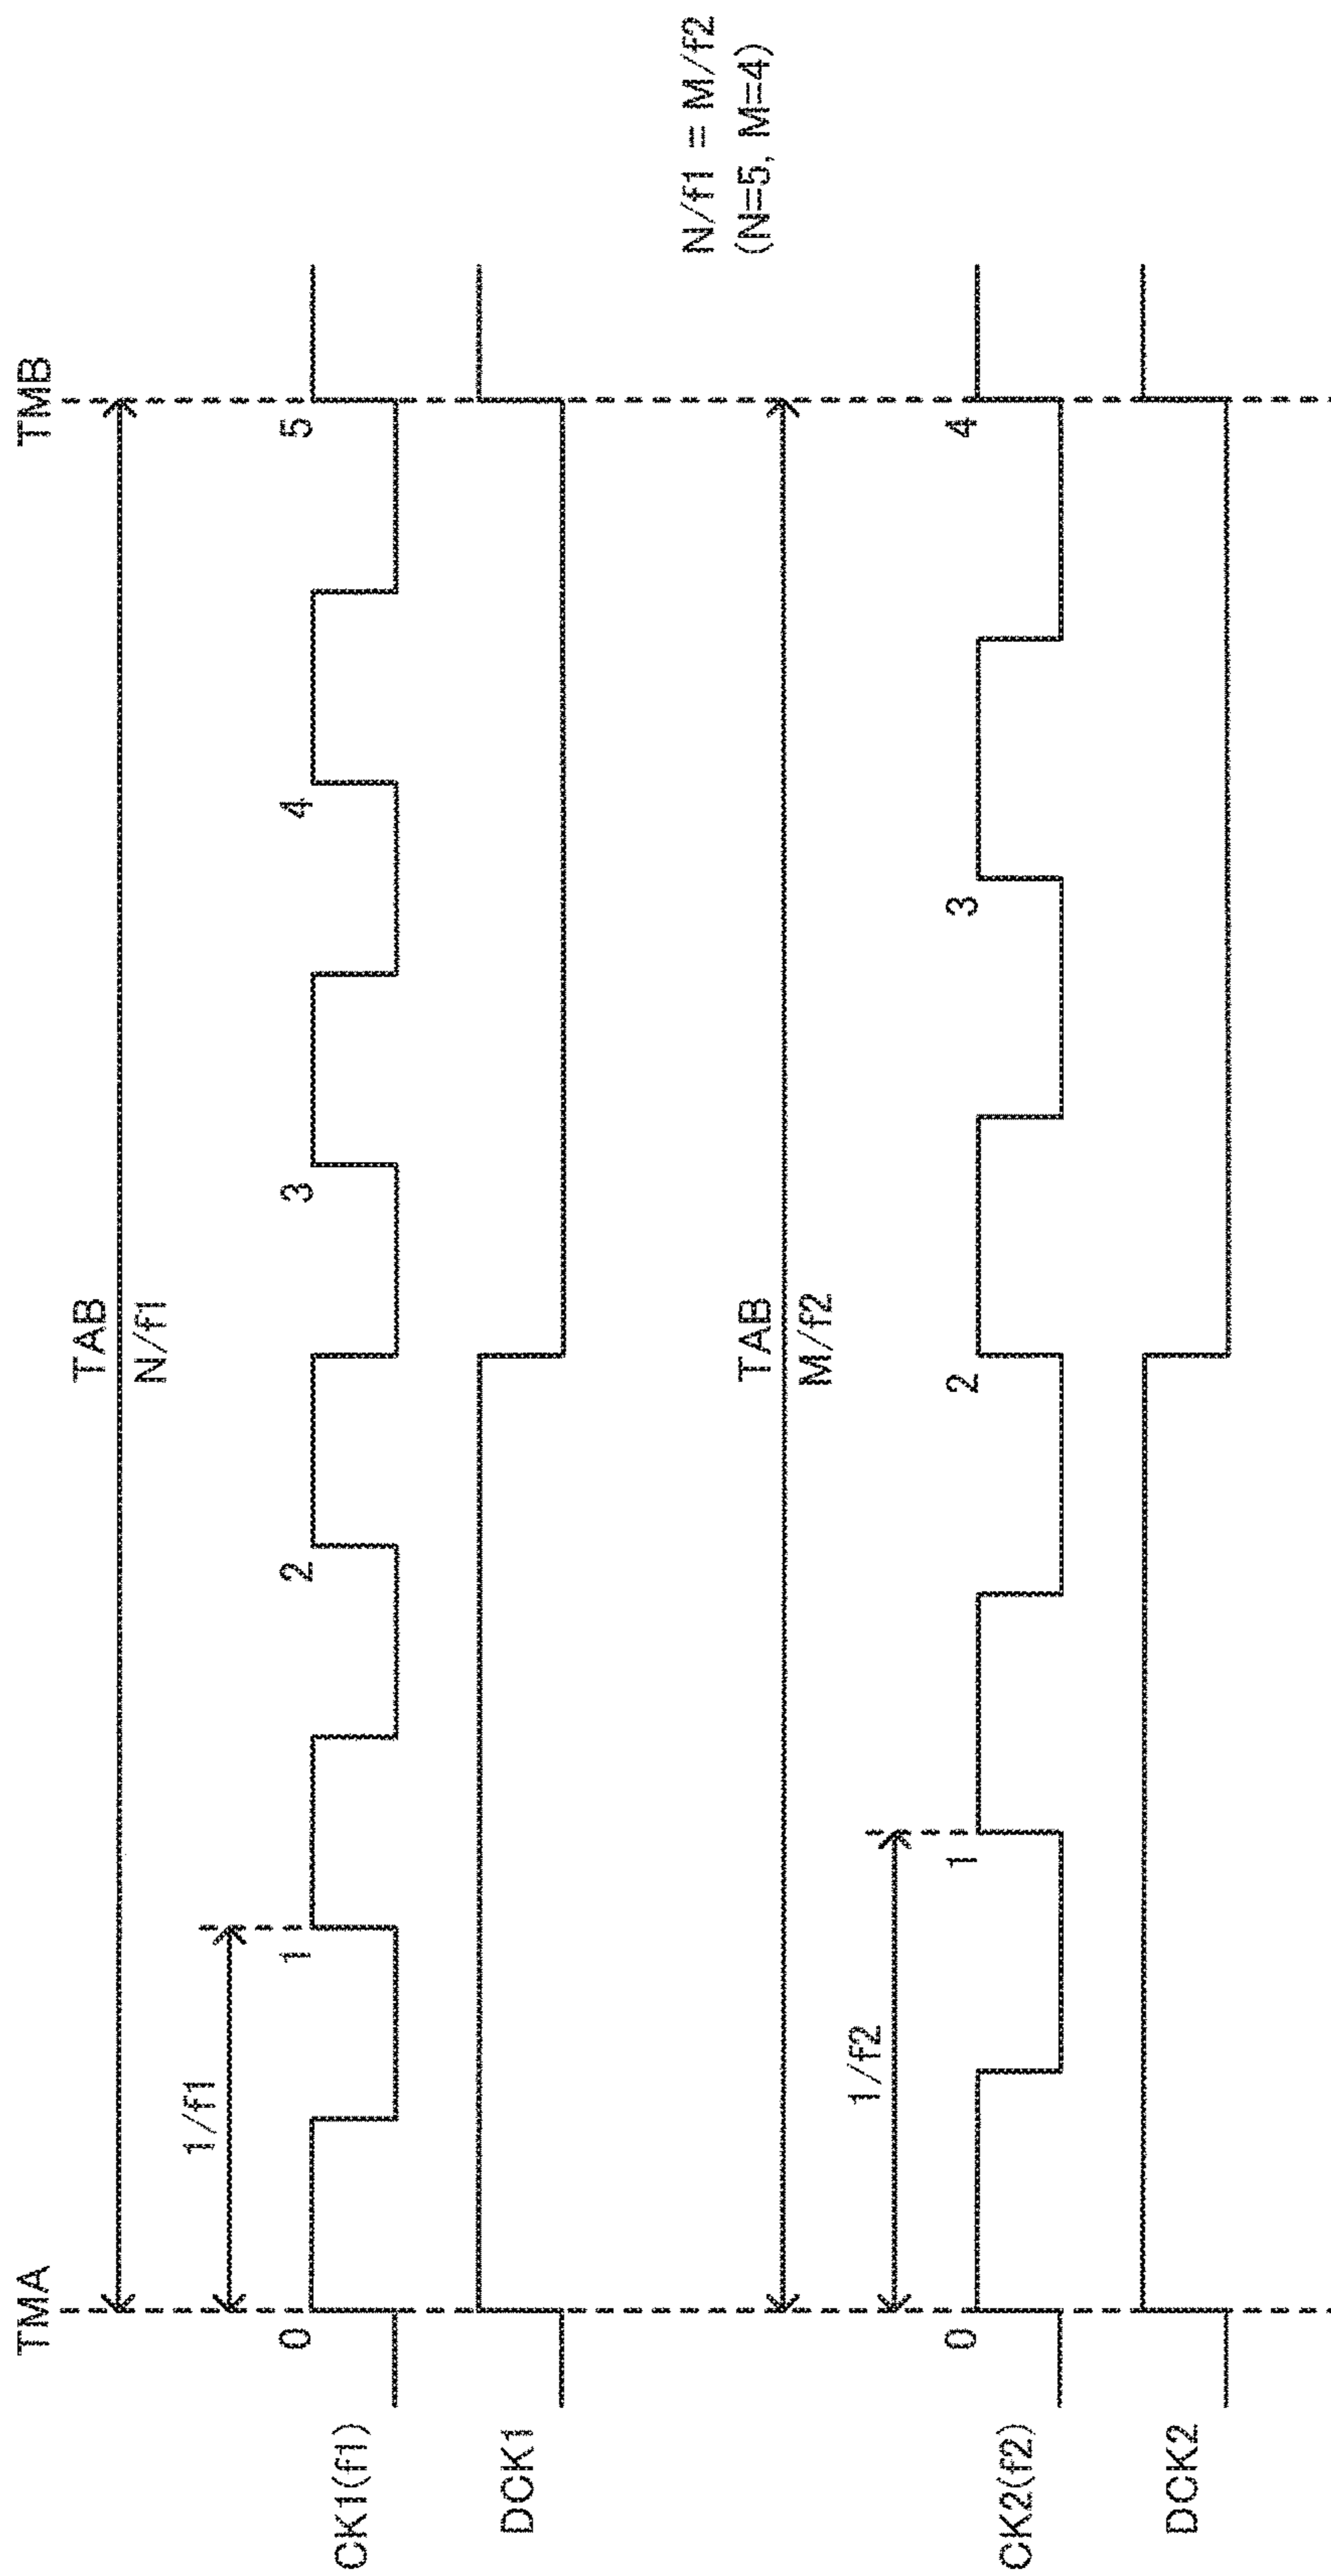 TMA
TMB
TAB
N/f1
1/f1
0
1
2
3
4
5
CK1(f1)
DCK1
N/f1 = M/f2
(N=5, M=4)
TAB
M/f2
1/f2
0
1
2
3
4
CK2(f2)
DCK2